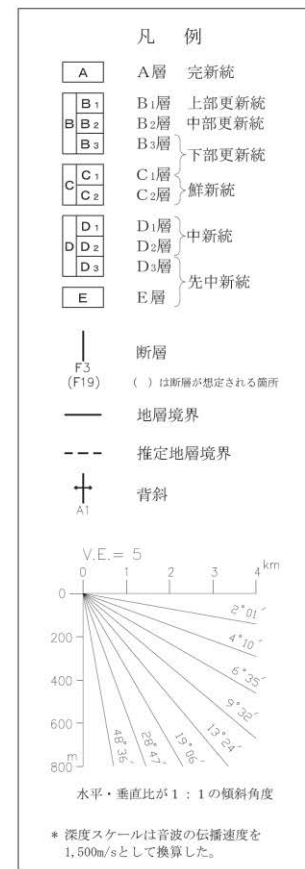 凡 例
A A層 完新統
B B1 B1層 上部更新統
B2 B2層 中部更新統
B3 B3層 下部更新統
C C1 C1層 鮮新統
C2 C2層
D D1 D1層 中新統
D2 D2層
D3 D3層 先中新統
E E層
F3
(F19)
断層
( )は断層が想定される箇所
地層境界
推定地層境界
A1
背斜
V.E.= 5
0 1 2 3 4 km
0
200
400
600
m
800
2°01′
4°10′
6°35′
9°32′
13°24′
19°06′
28°47′
48°36′
水平・垂直比が1:1の傾斜角度
* 深度スケールは音波の伝播速度を
1,500m/sとして換算した。